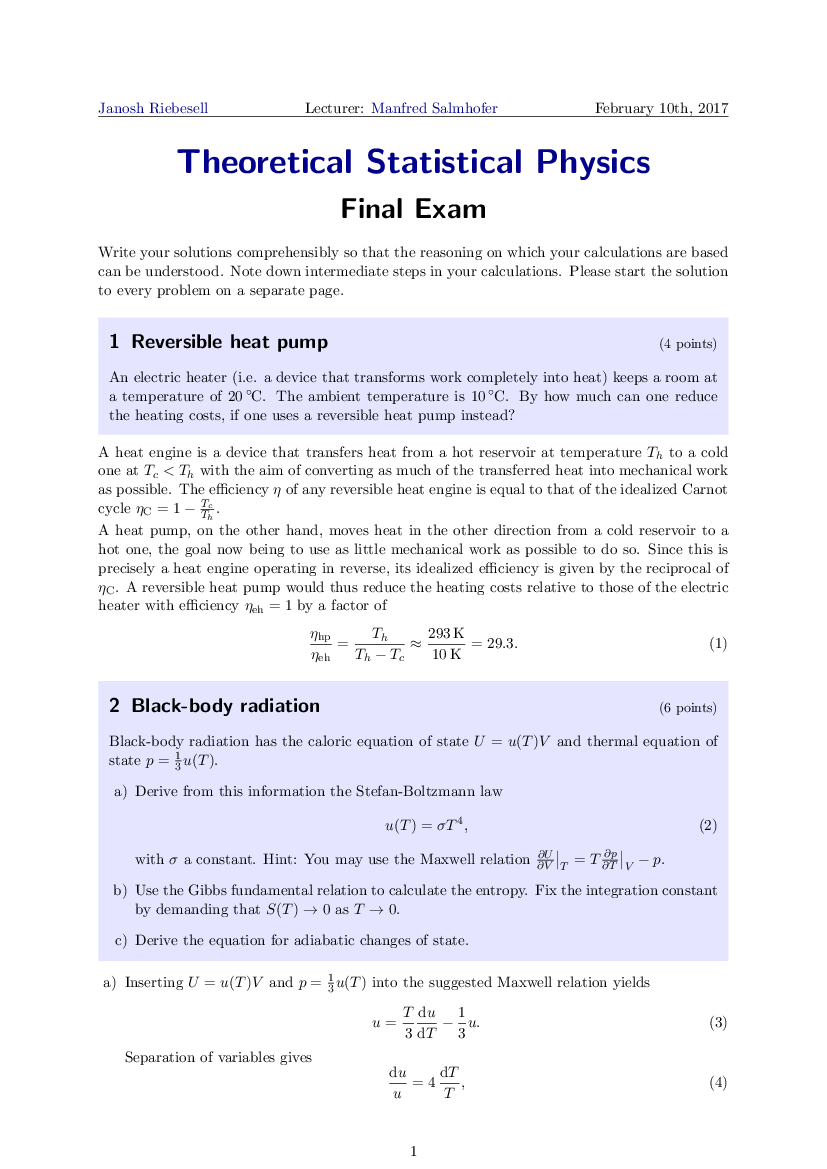 Janosh Riebesell Lecturer: Manfred Salmhofer February 10th, 2017
Theoretical Statistical Physics
Final Exam
Write your solutions comprehensibly so that the reasoning on which your calculations are based
can be understood. Note down intermediate steps in your calculations. Please start the solution
to every problem on a separate page.
1 Reversible heat pump (4 points)
An electric heater (i.e. a device that transforms work completely into heat) keeps a room at
a temperature of 20 °C. The ambient temperature is 10 °C. By how much can one reduce
the heating costs, if one uses a reversible heat pump instead?
A heat engine is a device that transfers heat from a hot reservoir at temperature $T_h$ to a cold
one at $T_c < T_h$ with the aim of converting as much of the transferred heat into mechanical work
as possible. The efficiency $\eta$ of any reversible heat engine is equal to that of the idealized Carnot
cycle $\eta_{\mathrm{C}} = 1 - \frac{T_c}{T_h}$.
A heat pump, on the other hand, moves heat in the other direction from a cold reservoir to a
hot one, the goal now being to use as little mechanical work as possible to do so. Since this is
precisely a heat engine operating in reverse, its idealized efficiency is given by the reciprocal of
$\eta_{\mathrm{C}}$. A reversible heat pump would thus reduce the heating costs relative to those of the electric
heater with efficiency $\eta_{\mathrm{eh}} = 1$ by a factor of
$\frac{\eta_{\mathrm{hp}}}{\eta_{\mathrm{eh}}} = \frac{T_h}{T_h - T_c} \approx \frac{293\,\mathrm{K}}{10\,\mathrm{K}} = 29.3.$ (1)
2 Black-body radiation (6 points)
Black-body radiation has the caloric equation of state $U = u(T)V$ and thermal equation of
state $p = \frac{1}{3}u(T)$.
a) Derive from this information the Stefan-Boltzmann law
$u(T) = \sigma T^4,$ (2)
with $\sigma$ a constant. Hint: You may use the Maxwell relation $\frac{\partial U}{\partial V}\big|_T = T\frac{\partial p}{\partial T}\big|_V - p$.
b) Use the Gibbs fundamental relation to calculate the entropy. Fix the integration constant
by demanding that $S(T) \to 0$ as $T \to 0$.
c) Derive the equation for adiabatic changes of state.
a) Inserting $U = u(T)V$ and $p = \frac{1}{3}u(T)$ into the suggested Maxwell relation yields
$u = \frac{T}{3}\frac{\mathrm{d}u}{\mathrm{d}T} - \frac{1}{3}u.$ (3)
Separation of variables gives
$\frac{\mathrm{d}u}{u} = 4\,\frac{\mathrm{d}T}{T},$ (4)
1